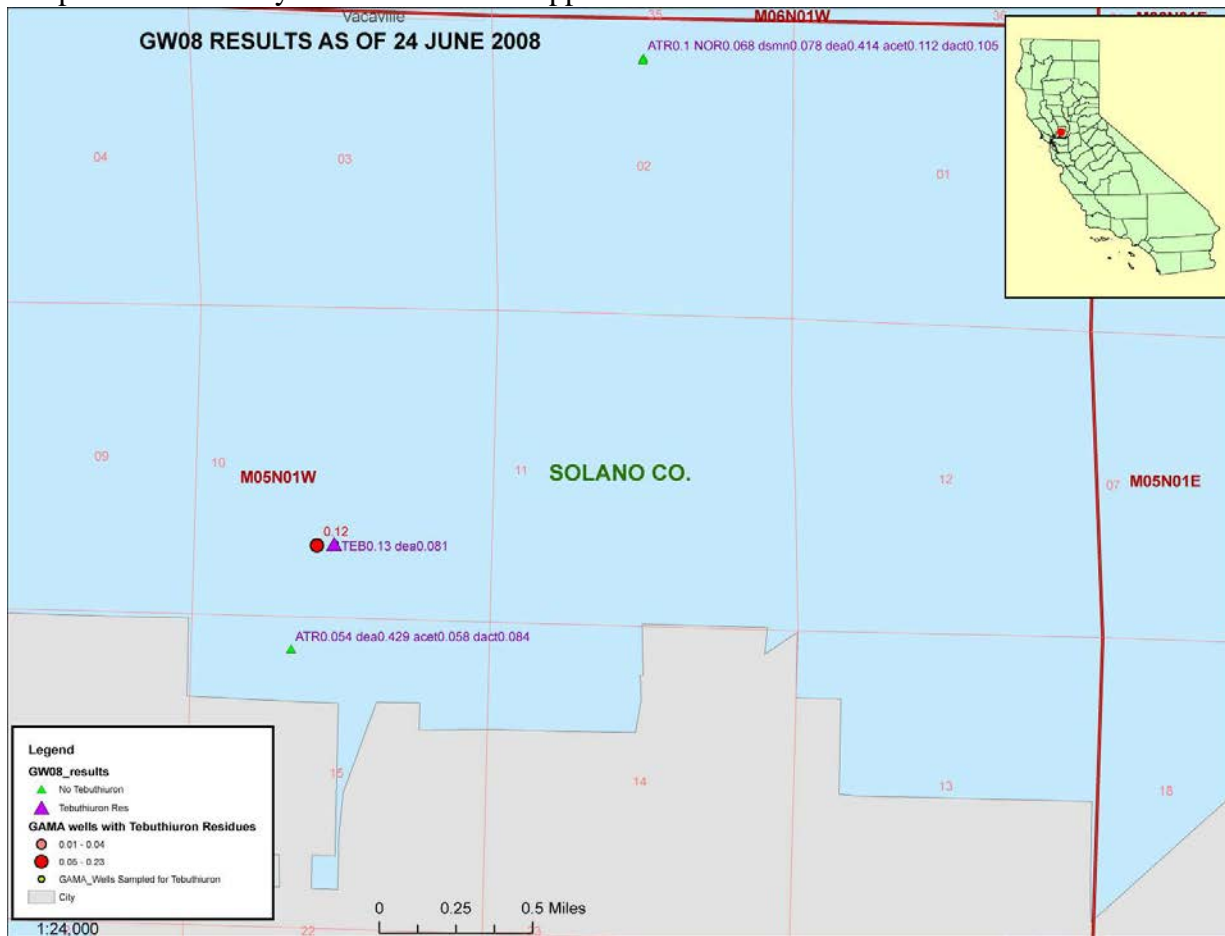 Vacaville
35
M06N01W
36
GW08 RESULTS AS OF 24 JUNE 2008
ATR0.1 NOR0.068 dsmn0.078 dea0.414 acet0.112 dact0.105
04
03
02
01
09
10
M05N01W
11
SOLANO CO.
12
07
M05N01E
0.12
TEB0.13 dea0.081
ATR0.054 dea0.429 acet0.058 dact0.084
15
14
13
18
Legend
GW08_results
No Tebuthiuron
Tebuthiuron Res
GAMA wells with Tebuthiuron Residues
0.01 - 0.04
0.05 - 0.23
GAMA_Wells Sampled for Tebuthiuron
City
0 0.25 0.5 Miles
1:24,000
22